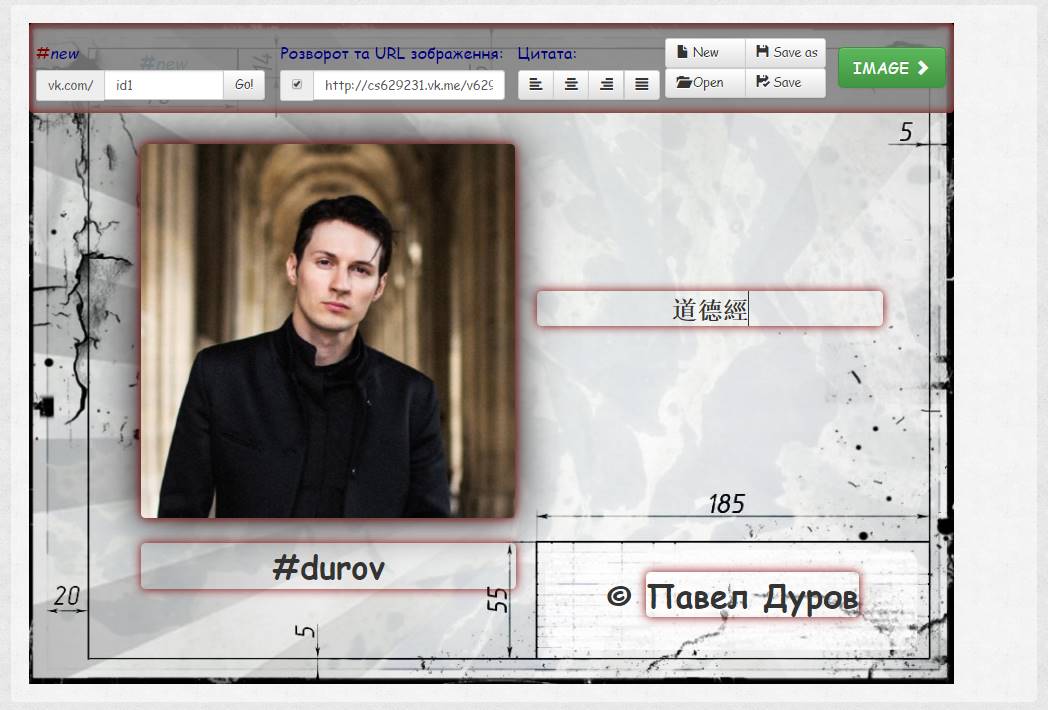 #new
Розворот та URL зображення:
Цитата:
vk.com/ id1 Go!
http://cs629231.vk.me/v629
New
Save as
Open
Save
IMAGE
#new
14
5
道德經
185
#durov
55
© Павел Дуров
20
5